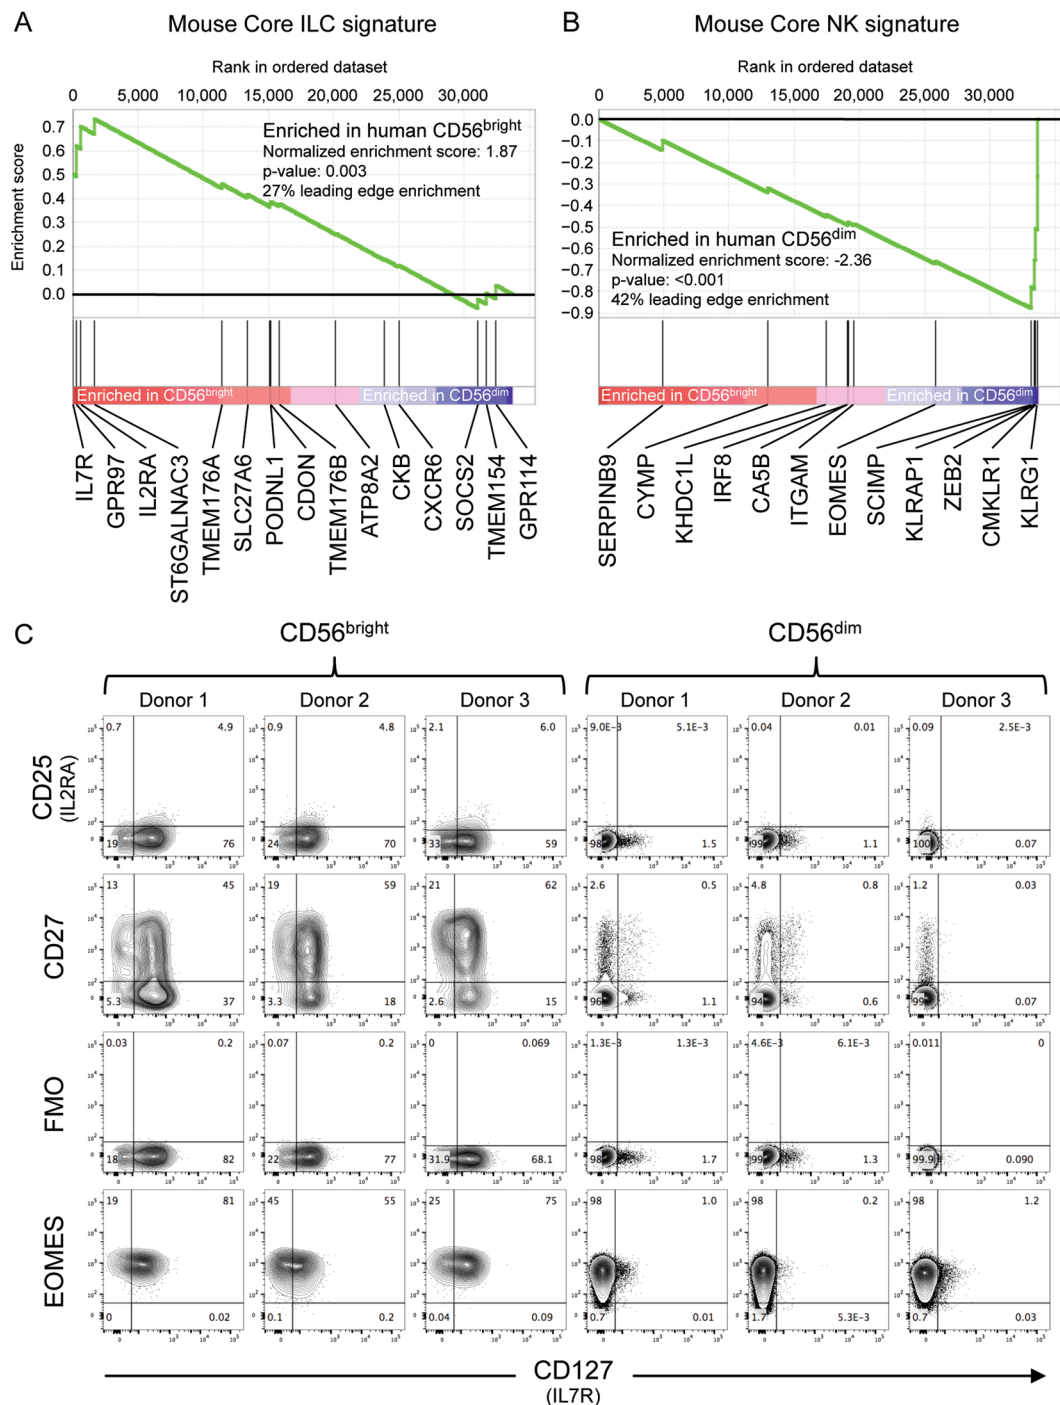 A
Mouse Core ILC signature
Rank in ordered dataset
0 5,000 10,000 15,000 20,000 25,000 30,000
Enrichment score
0.7
0.6
0.5
0.4
0.3
0.2
0.1
0.0
Enriched in human CD56bright
Normalized enrichment score: 1.87
p-value: 0.003
27% leading edge enrichment
Enriched in CD56bright
Enriched in CD56dim
IL7R
GPR97
IL2RA
ST6GALNAC3
TMEM176A
SLC27A6
PODNL1
CDON
TMEM176B
ATP8A2
CKB
CXCR6
SOCS2
TMEM154
GPR114
B
Mouse Core NK signature
Rank in ordered dataset
0 5,000 10,000 15,000 20,000 25,000 30,000
0.0
−0.1
−0.2
−0.3
−0.4
−0.5
−0.6
−0.7
−0.8
−0.9
Enriched in human CD56dim
Normalized enrichment score: -2.36
p-value: <0.001
42% leading edge enrichment
Enriched in CD56bright
Enriched in CD56dim
SERPINB9
CYMP
KHDC1L
IRF8
CA5B
ITGAM
EOMES
SCIMP
KLRAP1
ZEB2
CMKLR1
KLRG1
C
CD56bright
CD56dim
Donor 1 Donor 2 Donor 3 Donor 1 Donor 2 Donor 3
CD25
(IL2RA)
0.7 4.9 0.9 4.8 2.1 6.0 9.0E-3 5.1E-3 0.04 0.01 0.09 2.5E-3
19 76 24 70 33 59 98 1.5 99 1.1 100 0.07
CD27
13 45 19 59 21 62 2.6 0.5 4.8 0.8 1.2 0.03
5.3 37 3.3 18 2.6 15 96 1.1 94 0.6 99 0.07
FMO
0.03 0.2 0.07 0.2 0 0.069 1.3E-3 1.3E-3 4.6E-3 6.1E-3 0.011 0
18 82 22 77 31.9 68.1 98 1.7 99 1.3 99.9 0.090
EOMES
19 81 45 55 25 75 98 1.0 98 0.2 98 1.2
0 0.02 0.1 0.2 0.04 0.09 0.7 0.01 1.7 5.3E-3 0.7 0.03
CD127
(IL7R)